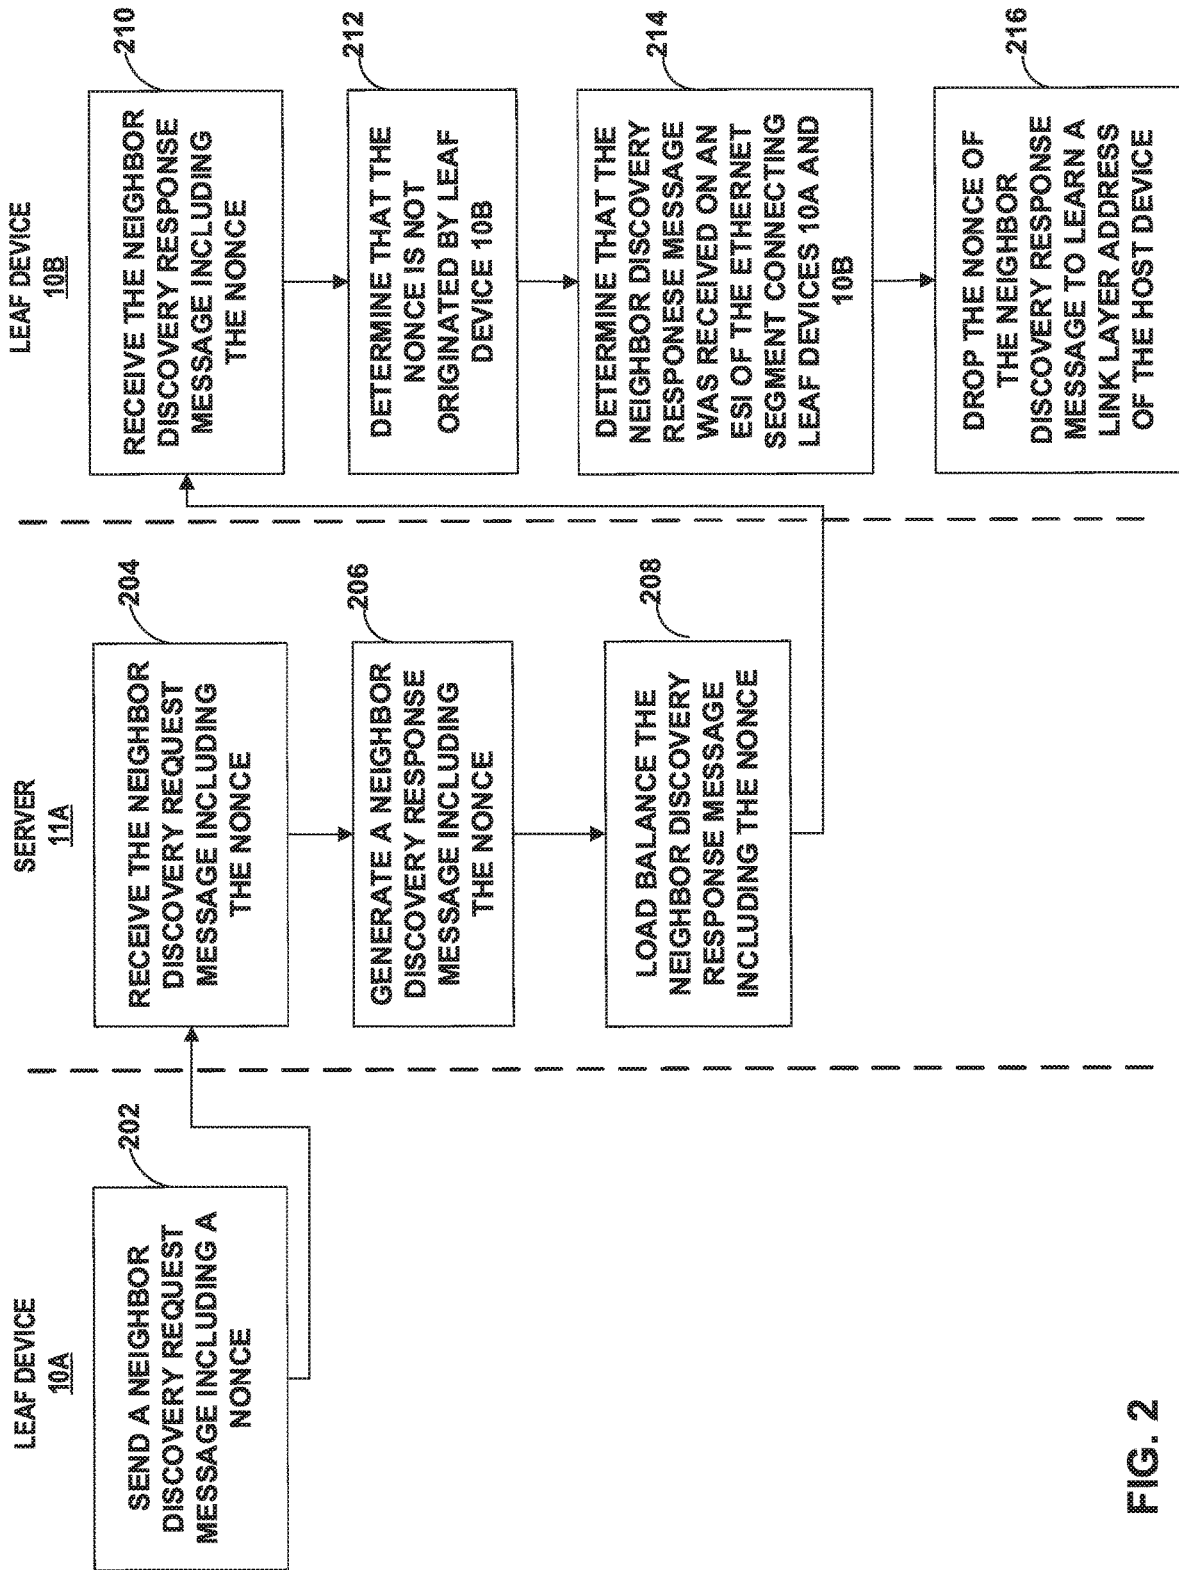 LEAF DEVICE
10A
SEND A NEIGHBOR
DISCOVERY REQUEST
MESSAGE INCLUDING A
NONCE
202
SERVER
11A
RECEIVE THE NEIGHBOR
DISCOVERY REQUEST
MESSAGE INCLUDING
THE NONCE
204
GENERATE A NEIGHBOR
DISCOVERY RESPONSE
MESSAGE INCLUDING
THE NONCE
206
LOAD BALANCE THE
NEIGHBOR DISCOVERY
RESPONSE MESSAGE
INCLUDING THE NONCE
208
LEAF DEVICE
10B
RECEIVE THE NEIGHBOR
DISCOVERY RESPONSE
MESSAGE INCLUDING
THE NONCE
210
DETERMINE THAT THE
NONCE IS NOT
ORIGINATED BY LEAF
DEVICE 10B
212
DETERMINE THAT THE
NEIGHBOR DISCOVERY
RESPONSE MESSAGE
WAS RECEIVED ON AN
ESI OF THE ETHERNET
SEGMENT CONNECTING
LEAF DEVICES 10A AND
10B
214
DROP THE NONCE OF
THE NEIGHBOR
DISCOVERY RESPONSE
MESSAGE TO LEARN A
LINK LAYER ADDRESS
OF THE HOST DEVICE
216
FIG. 2